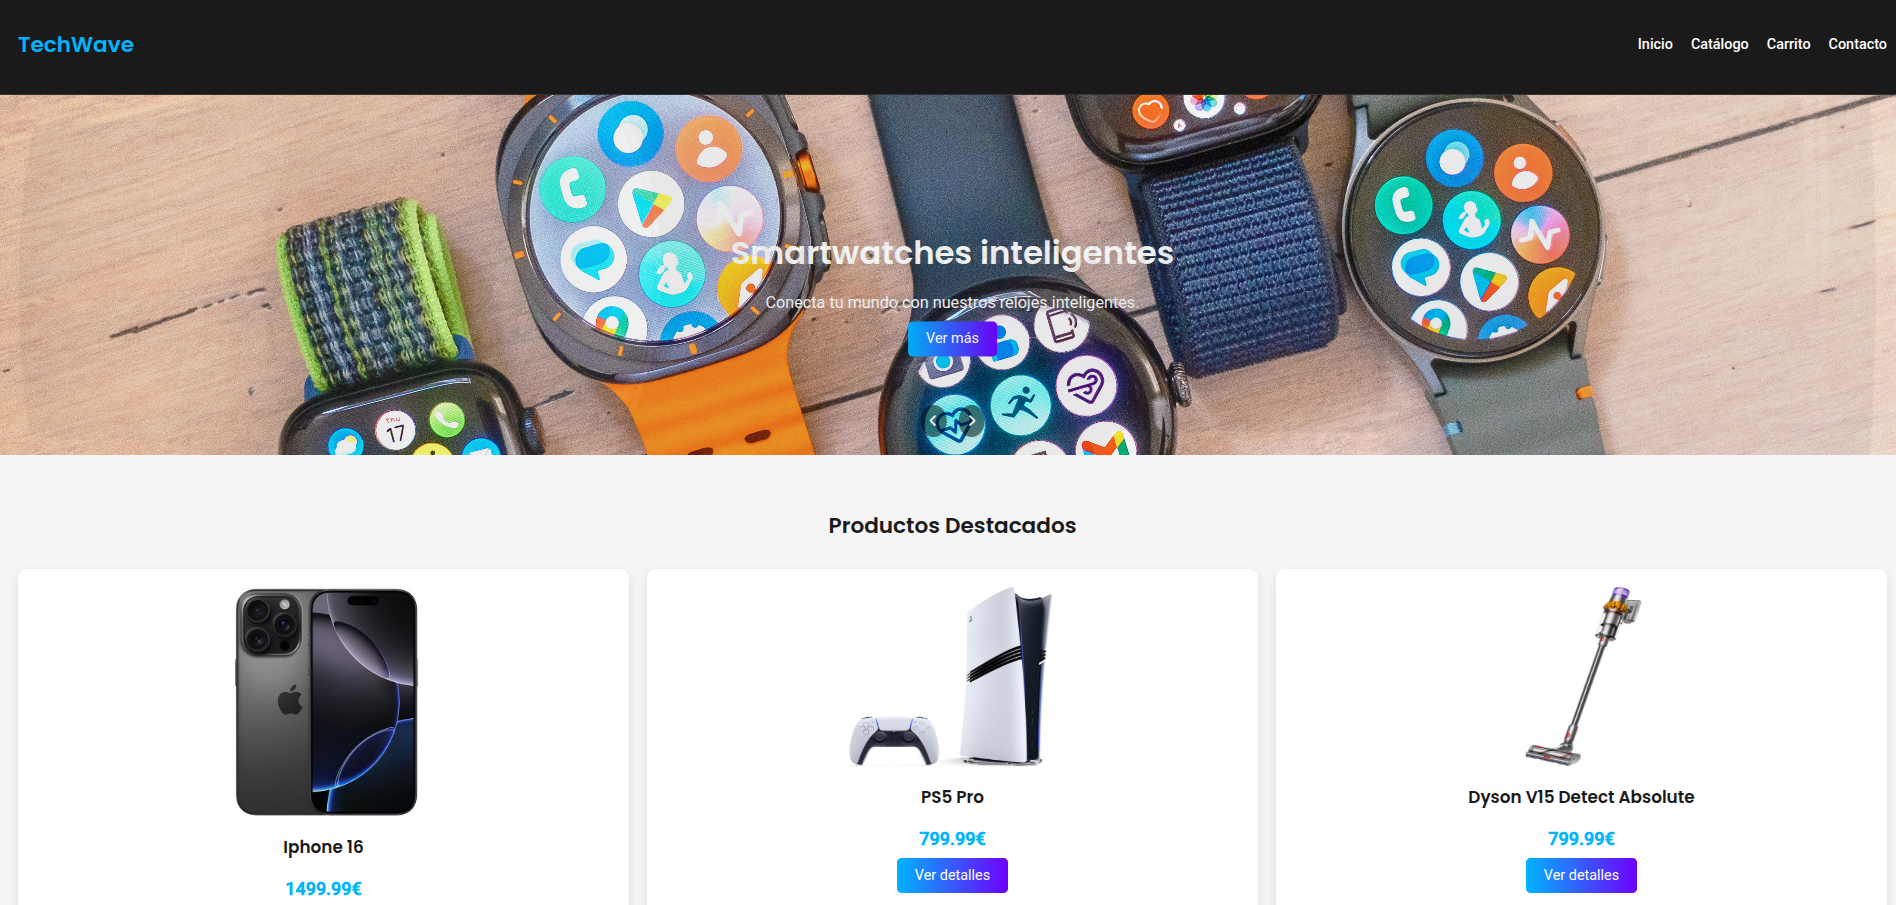 TechWave
Inicio Catálogo Carrito Contacto
Smartwatches inteligentes
Conecta tu mundo con nuestros relojes inteligentes.
Ver más
THU
17
Productos Destacados
Iphone 16
1499.99€
PS5 Pro
799.99€
Ver detalles
Dyson V15 Detect Absolute
799.99€
Ver detalles